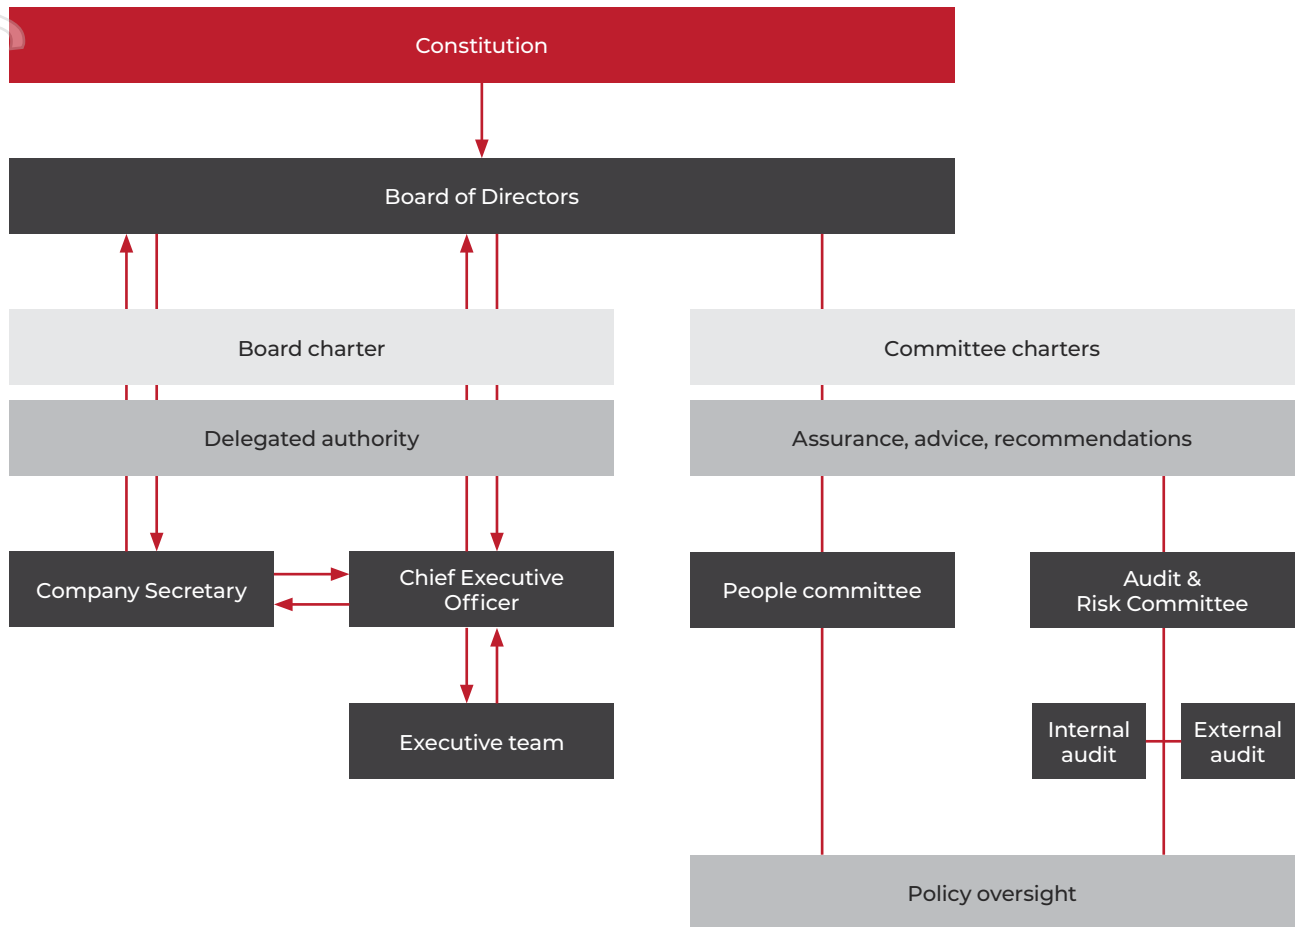 Constitution
Board of Directors
Board charter
Committee charters
Delegated authority
Assurance, advice, recommendations
Company Secretary
Chief Executive
Officer
People committee
Audit &
Risk Committee
Executive team
Internal
audit
External
audit
Policy oversight